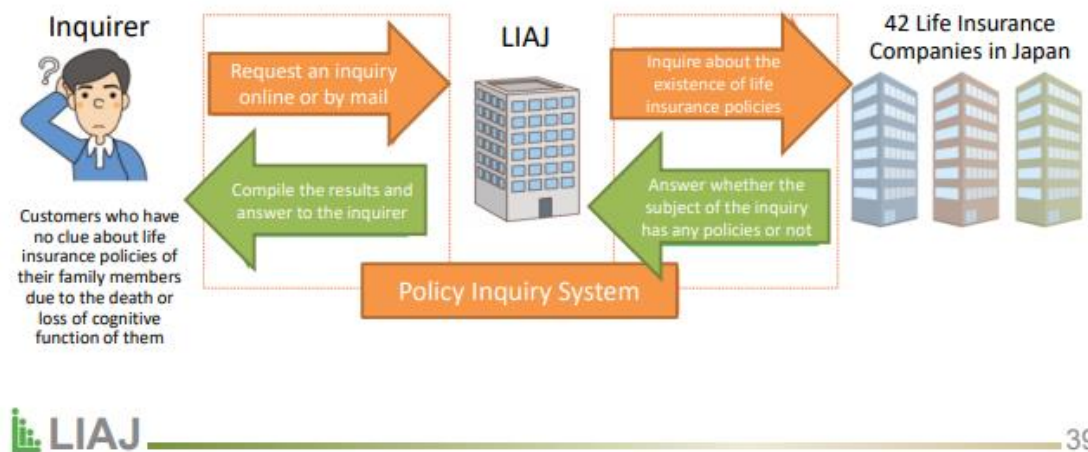 Inquirer
?
Request an inquiry
online or by mail
Compile the results and
answer to the inquirer
Customers who have
no clue about life
insurance policies of
their family members
due to the death or
loss of cognitive
function of them
LIAJ
Inquire about the
existence of life
insurance policies
Answer whether the
subject of the inquiry
has any policies or not
42 Life Insurance
Companies in Japan
Policy Inquiry System
LIAJ
39